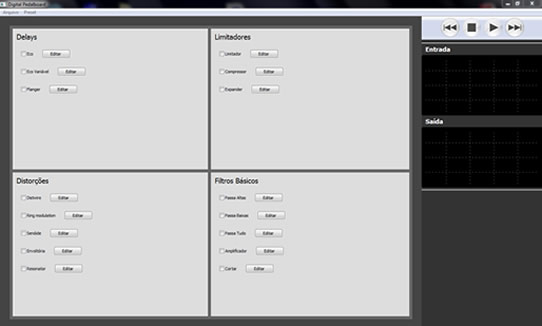 Digital Pedalboard
Arquivo Preset
Delays
Eco Editar
Eco Variável Editar
Flanger Editar
Limitadores
Limitador Editar
Compressor Editar
Expander Editar
Distorções
Distorcre Editar
Ring modulation Editar
Senóide Editar
Envoltória Editar
Resonator Editar
Filtros Básicos
Passa Altas Editar
Passa Baixas Editar
Passa Tudo Editar
Amplificador Editar
Cortar Editar
Entrada
Saída